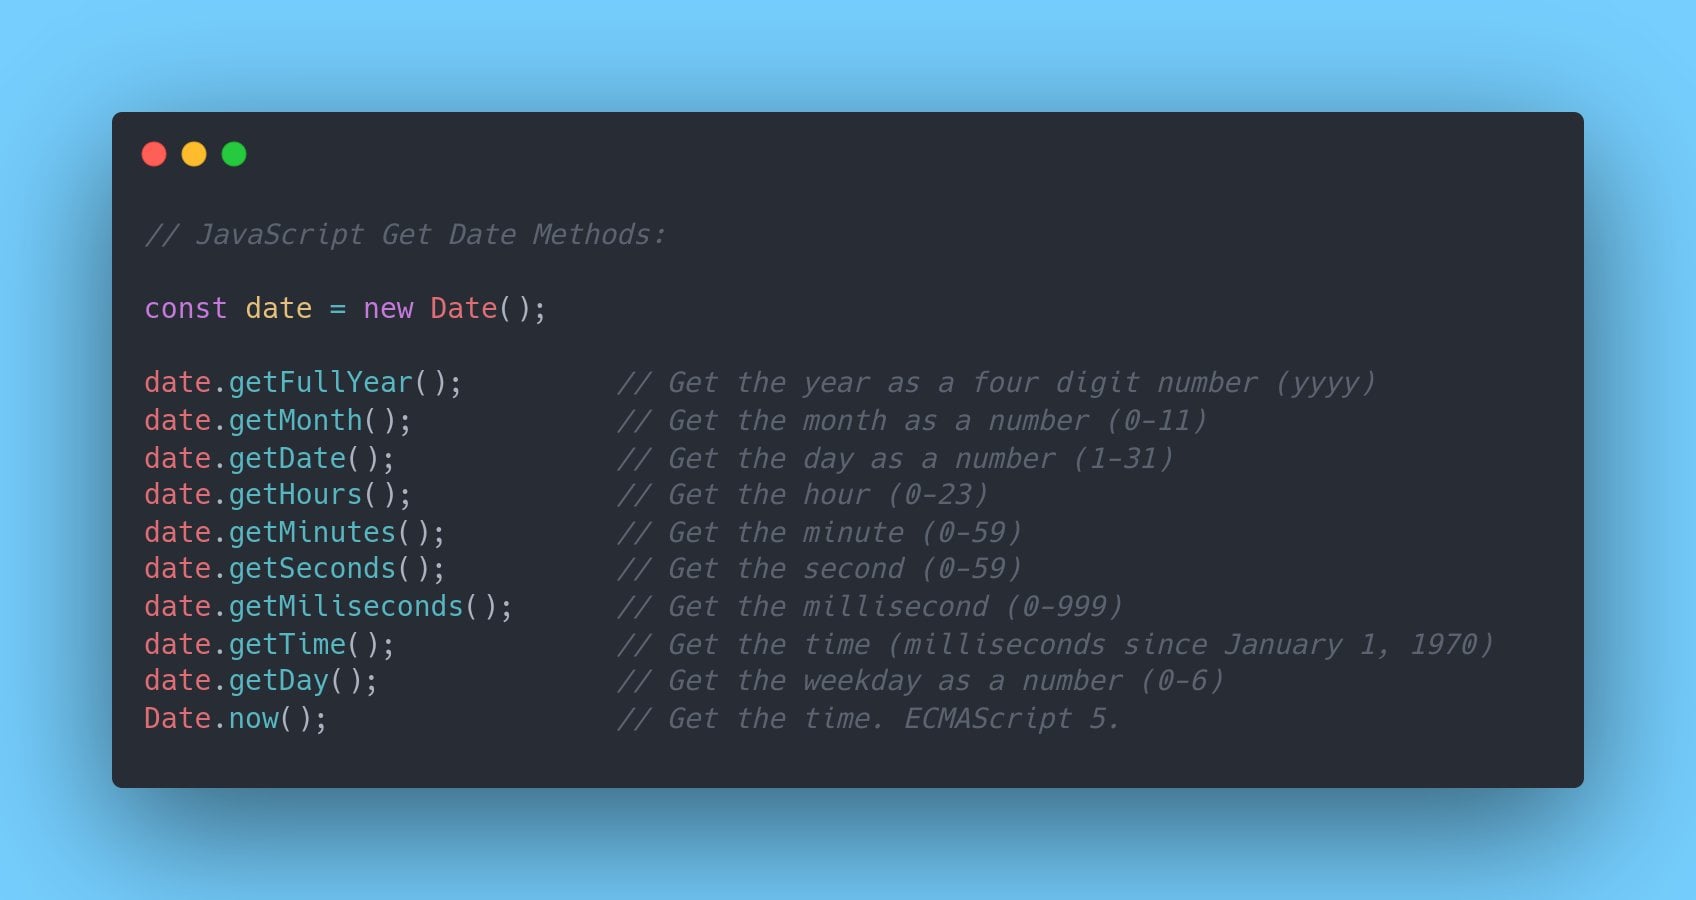 // JavaScript Get Date Methods:
const date = new Date();
date.getFullYear(); // Get the year as a four digit number (yyyy)
date.getMonth(); // Get the month as a number (0-11)
date.getDate(); // Get the day as a number (1-31)
date.getHours(); // Get the hour (0-23)
date.getMinutes(); // Get the minute (0-59)
date.getSeconds(); // Get the second (0-59)
date.getMiliseconds(); // Get the millisecond (0-999)
date.getTime(); // Get the time (milliseconds since January 1, 1970)
date.getDay(); // Get the weekday as a number (0-6)
Date.now(); // Get the time. ECMAScript 5.